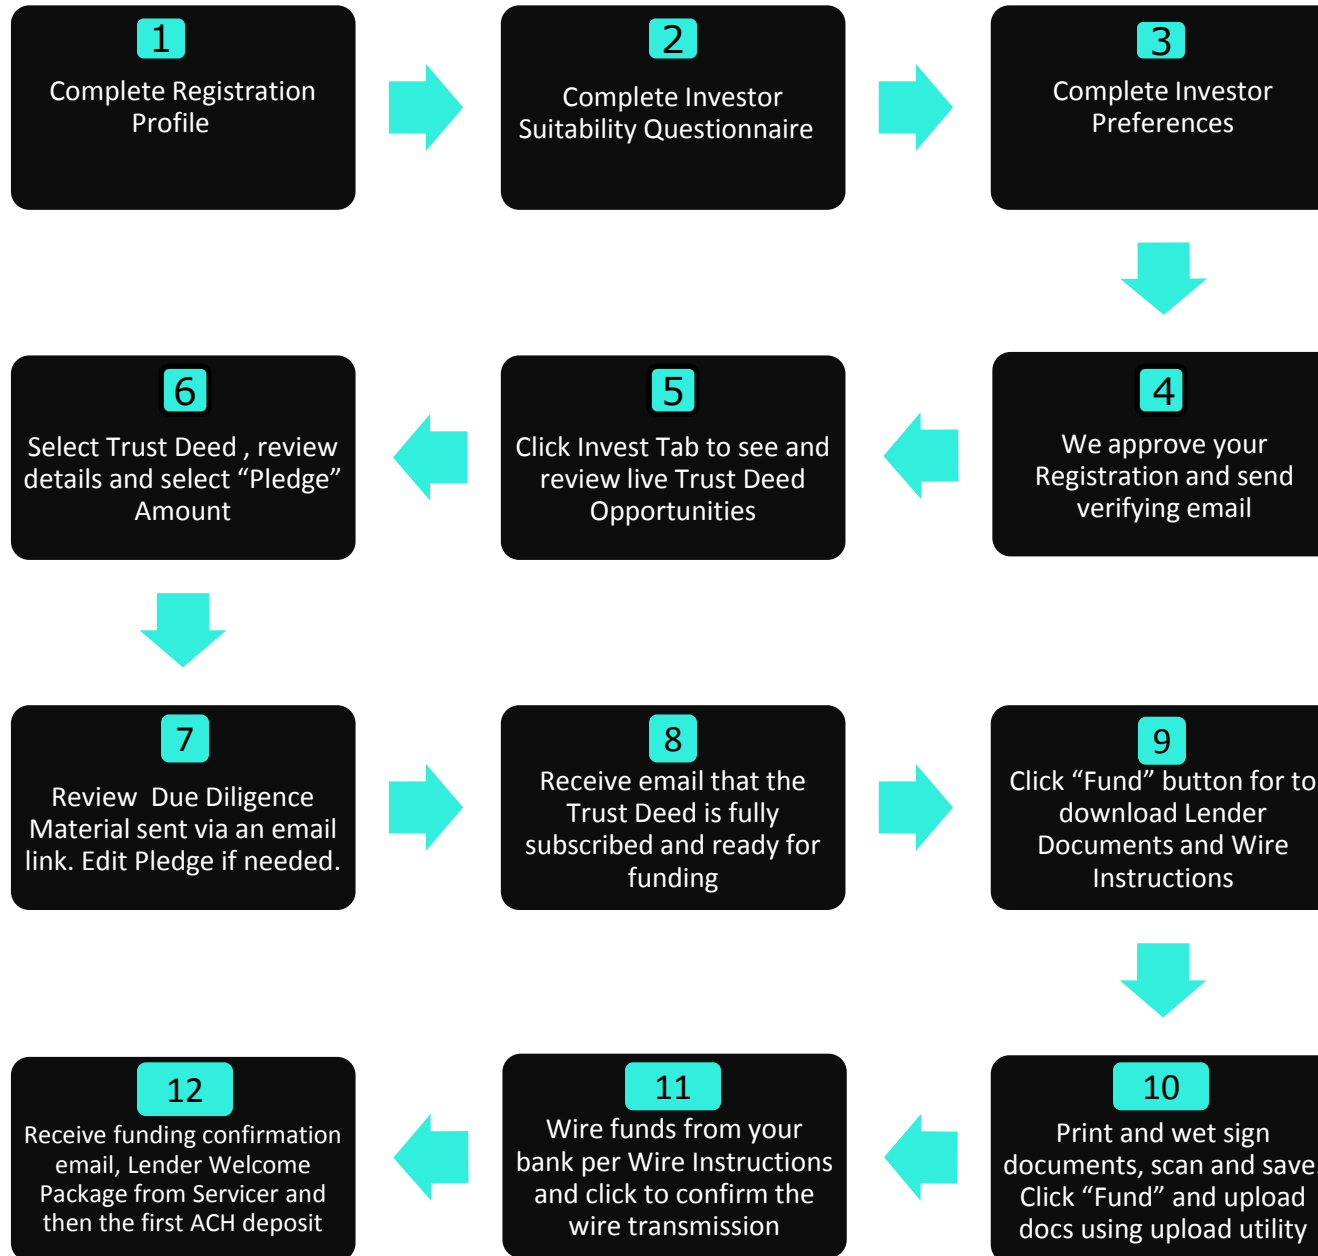 1
Complete Registration
Profile
2
Complete Investor
Suitability Questionnaire
3
Complete Investor
Preferences
4
We approve your
Registration and send
verifying email
5
Click Invest Tab to see and
review live Trust Deed
Opportunities
6
Select Trust Deed , review
details and select “Pledge”
Amount
7
Review  Due Diligence
Material sent via an email
link. Edit Pledge if needed.
8
Receive email that the
Trust Deed is fully
subscribed and ready for
funding
9
Click “Fund” button for to
download Lender
Documents and Wire
Instructions
10
Print and wet sign
documents, scan and save.
Click “Fund” and upload
docs using upload utility
11
Wire funds from your
bank per Wire Instructions
and click to confirm the
wire transmission
12
Receive funding confirmation
email, Lender Welcome
Package from Servicer and
then the first ACH deposit